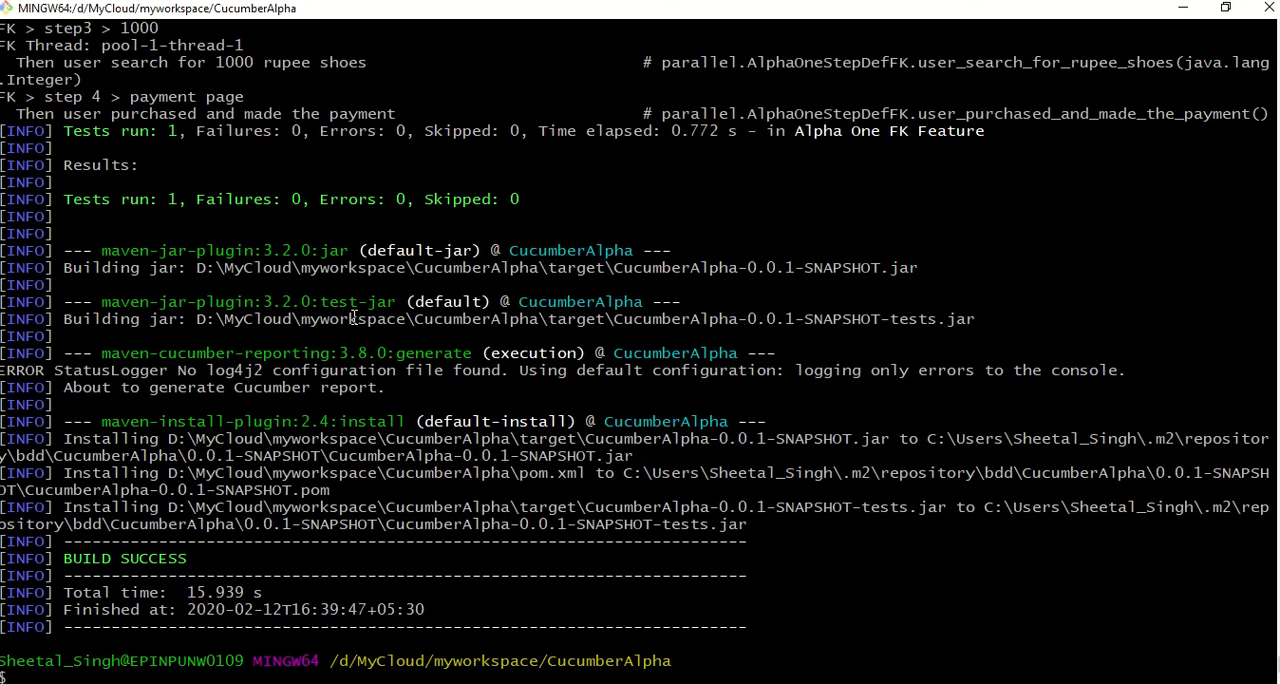 MINGW64:/d/MyCloud/myworkspace/CucumberAlpha
FK > step3 > 1000
FK Thread: pool-1-thread-1
Then user search for 1000 rupee shoes # parallel.AlphaOneStepDefFK.user_search_for_rupee_shoes(java.lang
.Integer)
FK > step 4 > payment page
Then user purchased and made the payment # parallel.AlphaOneStepDefFK.user_purchased_and_made_the_payment()
[INFO] Tests run: 1, Failures: 0, Errors: 0, Skipped: 0, Time elapsed: 0.772 s - in Alpha One FK Feature
[INFO]
[INFO] Results:
[INFO]
[INFO] Tests run: 1, Failures: 0, Errors: 0, Skipped: 0
[INFO]
[INFO]
[INFO] --- maven-jar-plugin:3.2.0:jar (default-jar) @ CucumberAlpha ---
[INFO] Building jar: D:\MyCloud\myworkspace\CucumberAlpha\target\CucumberAlpha-0.0.1-SNAPSHOT.jar
[INFO]
[INFO] --- maven-jar-plugin:3.2.0:test-jar (default) @ CucumberAlpha ---
[INFO] Building jar: D:\MyCloud\myworkspace\CucumberAlpha\target\CucumberAlpha-0.0.1-SNAPSHOT-tests.jar
[INFO]
[INFO] --- maven-cucumber-reporting:3.8.0:generate (execution) @ CucumberAlpha ---
ERROR StatusLogger No log4j2 configuration file found. Using default configuration: logging only errors to the console.
[INFO] About to generate Cucumber report.
[INFO]
[INFO] --- maven-install-plugin:2.4:install (default-install) @ CucumberAlpha ---
[INFO] Installing D:\MyCloud\myworkspace\CucumberAlpha\target\CucumberAlpha-0.0.1-SNAPSHOT.jar to C:\Users\Sheetal_Singh\.m2\repositor
y\bdd\CucumberAlpha\0.0.1-SNAPSHOT\CucumberAlpha-0.0.1-SNAPSHOT.jar
[INFO] Installing D:\MyCloud\myworkspace\CucumberAlpha\pom.xml to C:\Users\Sheetal_Singh\.m2\repository\bdd\CucumberAlpha\0.0.1-SNAPSH
OT\CucumberAlpha-0.0.1-SNAPSHOT.pom
[INFO] Installing D:\MyCloud\myworkspace\CucumberAlpha\target\CucumberAlpha-0.0.1-SNAPSHOT-tests.jar to C:\Users\Sheetal_Singh\.m2\rep
ository\bdd\CucumberAlpha\0.0.1-SNAPSHOT\CucumberAlpha-0.0.1-SNAPSHOT-tests.jar
[INFO] ------------------------------------------------------------------------
[INFO] BUILD SUCCESS
[INFO] ------------------------------------------------------------------------
[INFO] Total time: 15.939 s
[INFO] Finished at: 2020-02-12T16:39:47+05:30
[INFO] ------------------------------------------------------------------------
Sheetal_Singh@EPINPUNW0109 MINGW64 /d/MyCloud/myworkspace/CucumberAlpha
$